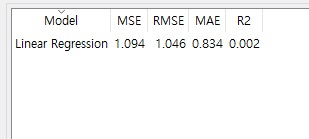 Model MSE RMSE MAE R2
Linear Regression 1.094 1.046 0.834 0.002